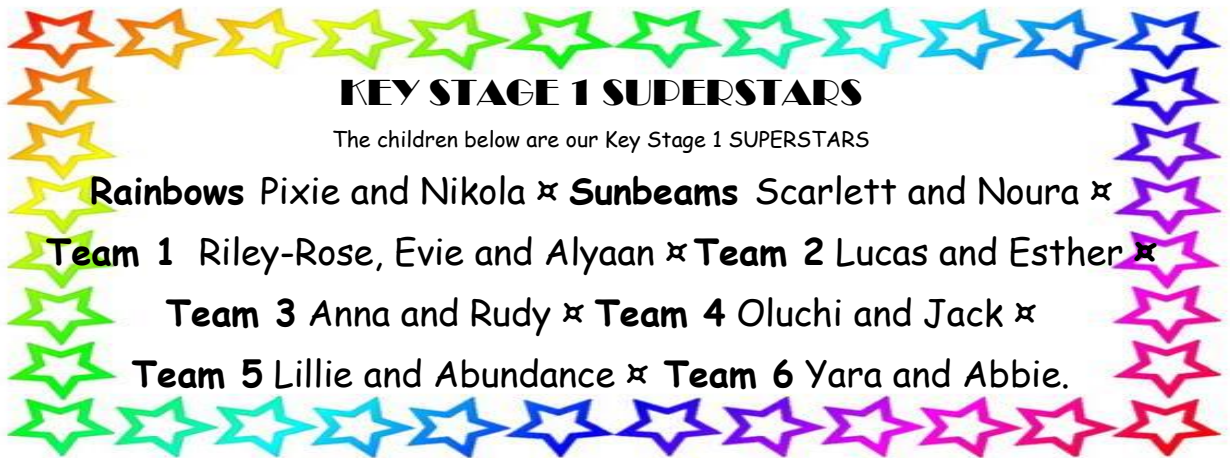 KEY STAGE 1 SUPERSTARS
The children below are our Key Stage 1 SUPERSTARS
Rainbows Pixie and Nikola ¤ Sunbeams Scarlett and Noura ¤
Team 1 Riley-Rose, Evie and Alyaan ¤ Team 2 Lucas and Esther ¤
Team 3 Anna and Rudy ¤ Team 4 Oluchi and Jack ¤
Team 5 Lillie and Abundance ¤ Team 6 Yara and Abbie.